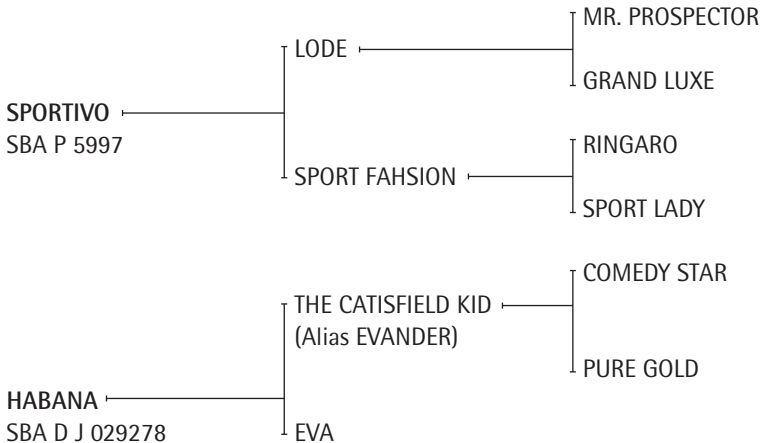 MR. PROSPECTOR
LODE
GRAND LUXE
SPORTIVO
SBA P 5997
RINGARO
SPORT FAHSION
SPORT LADY
COMEDY STAR
THE CATISFIELD KID
(Alias EVANDER)
PURE GOLD
HABANA
SBA D J 029278
EVA